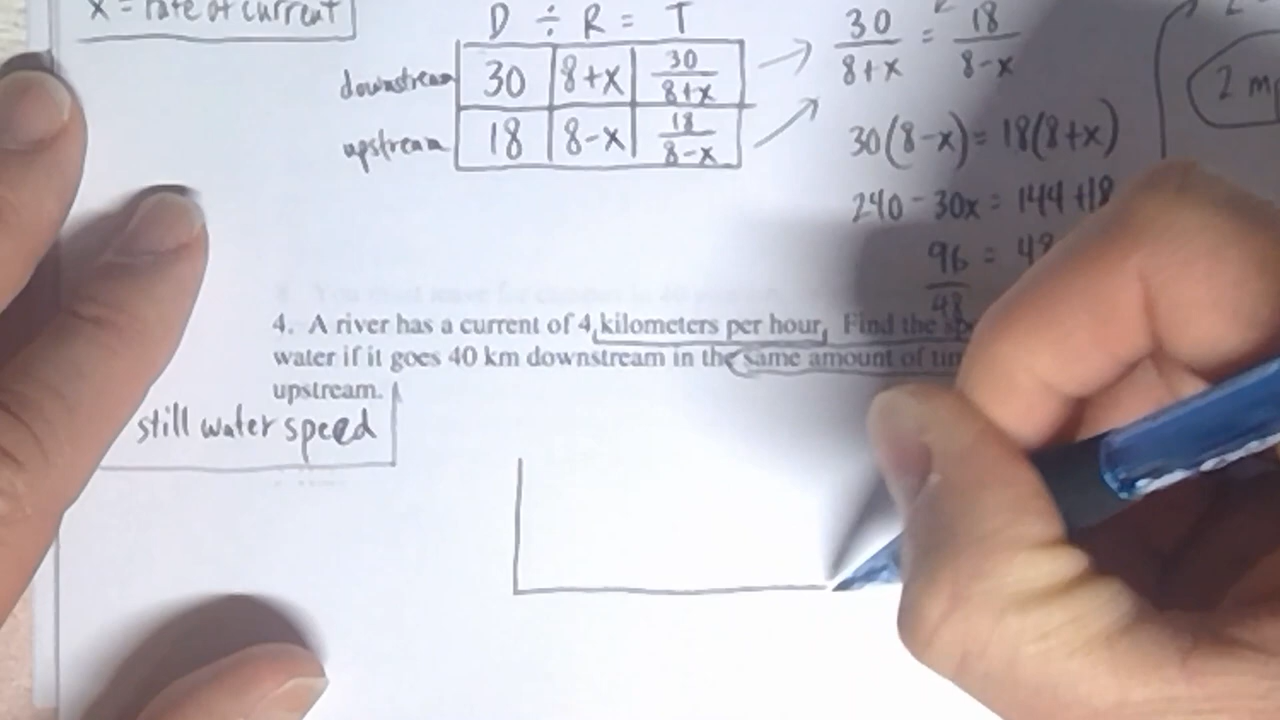 x = rate of current
D ÷ R = T
downstream 30 8+x 30/8+x
upstream 18 8-x 18/8-x
30/8+x = 18/8-x
30(8-x) = 18(8+x)
240 - 30x = 144 + 18
96 =
48
2
4. A river has a current of 4 kilometers per hour. Find the
water if it goes 40 km downstream in the same amount of
upstream.
still water speed